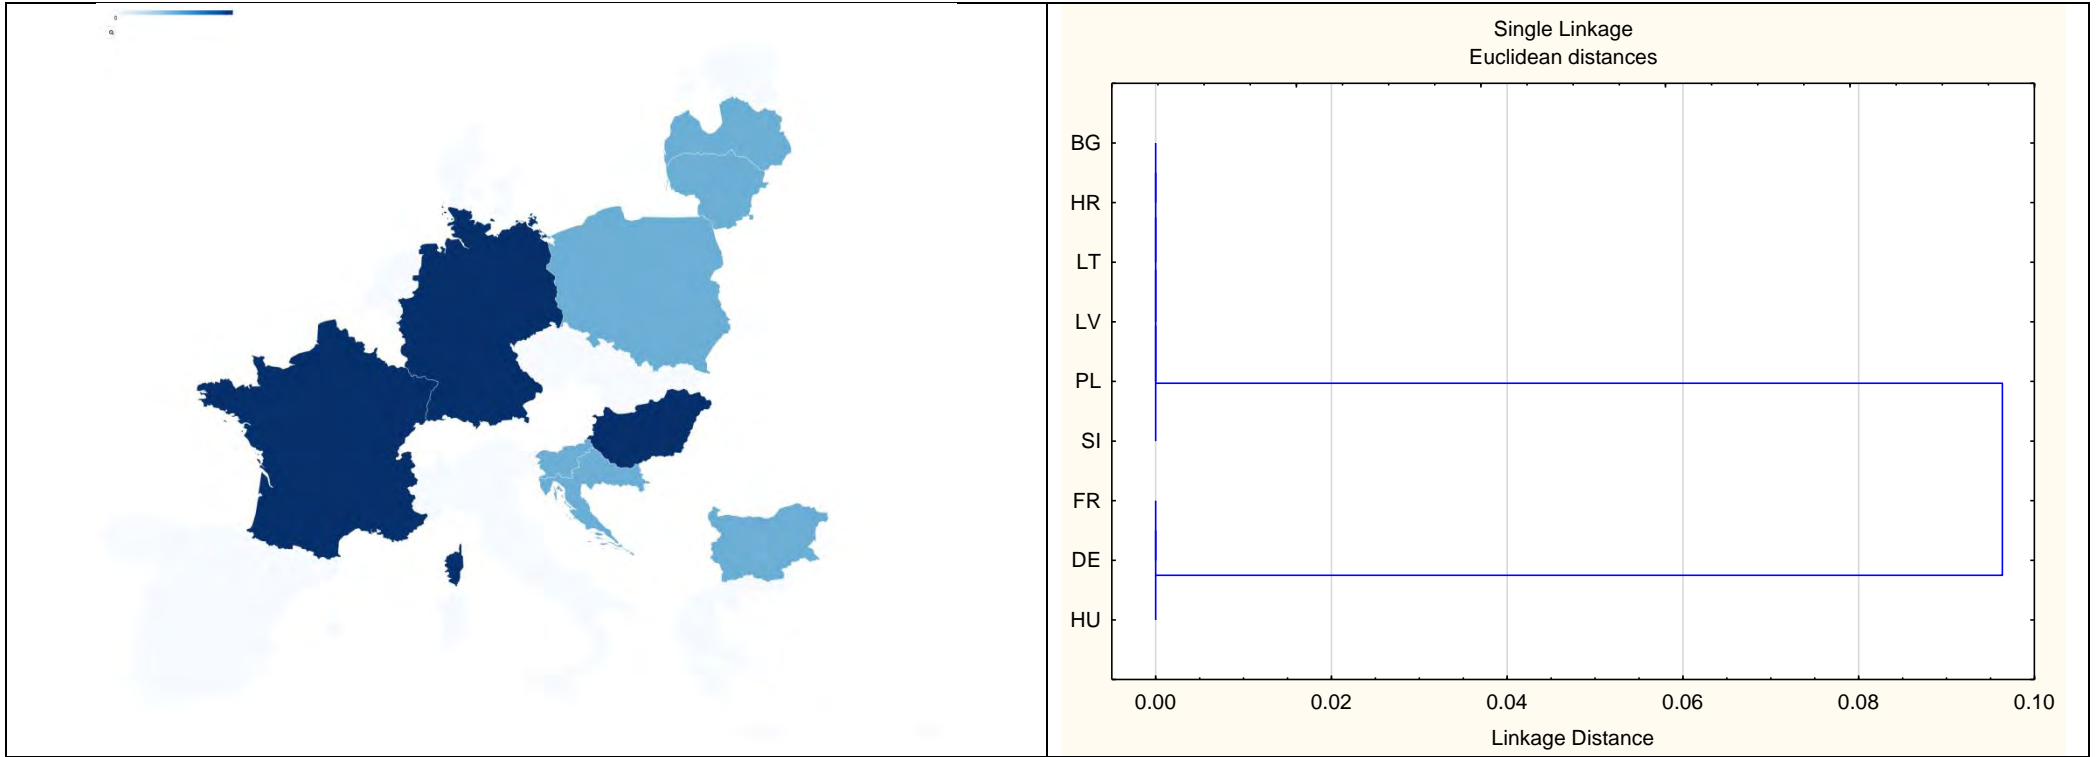 0
Single Linkage
Euclidean distances
BG
HR
LT
LV
PL
SI
FR
DE
HU
0.00 0.02 0.04 0.06 0.08 0.10
Linkage Distance